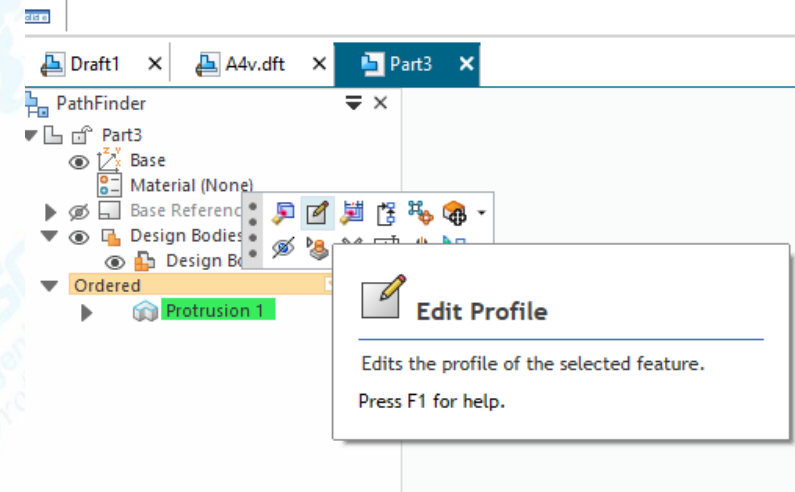 Draft1
A4v.dft
Part3
PathFinder
Part3
Base
Material (None)
Base Referenc
Design Bodies
Design Bo
Ordered
Protrusion 1
Edit Profile
Edits the profile of the selected feature.
Press F1 for help.